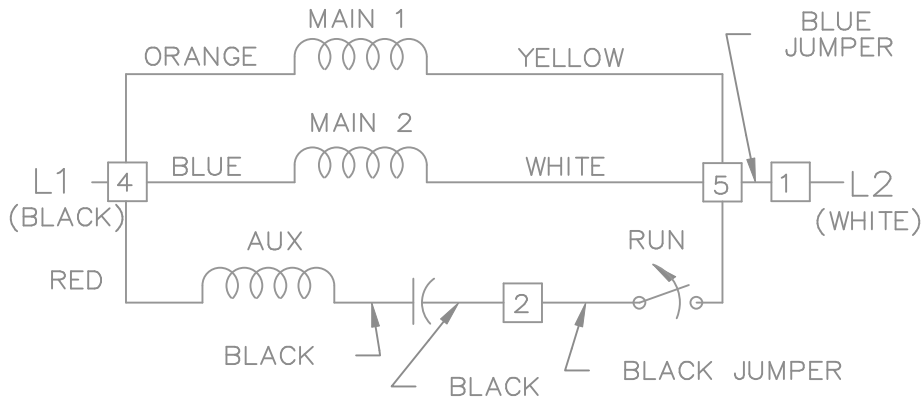 MAIN 1
BLUE
JUMPER
ORANGE
YELLOW
MAIN 2
BLUE
WHITE
L1
4
5
1
L2
(BLACK)
(WHITE)
AUX
RUN
RED
2
BLACK
BLACK
BLACK JUMPER